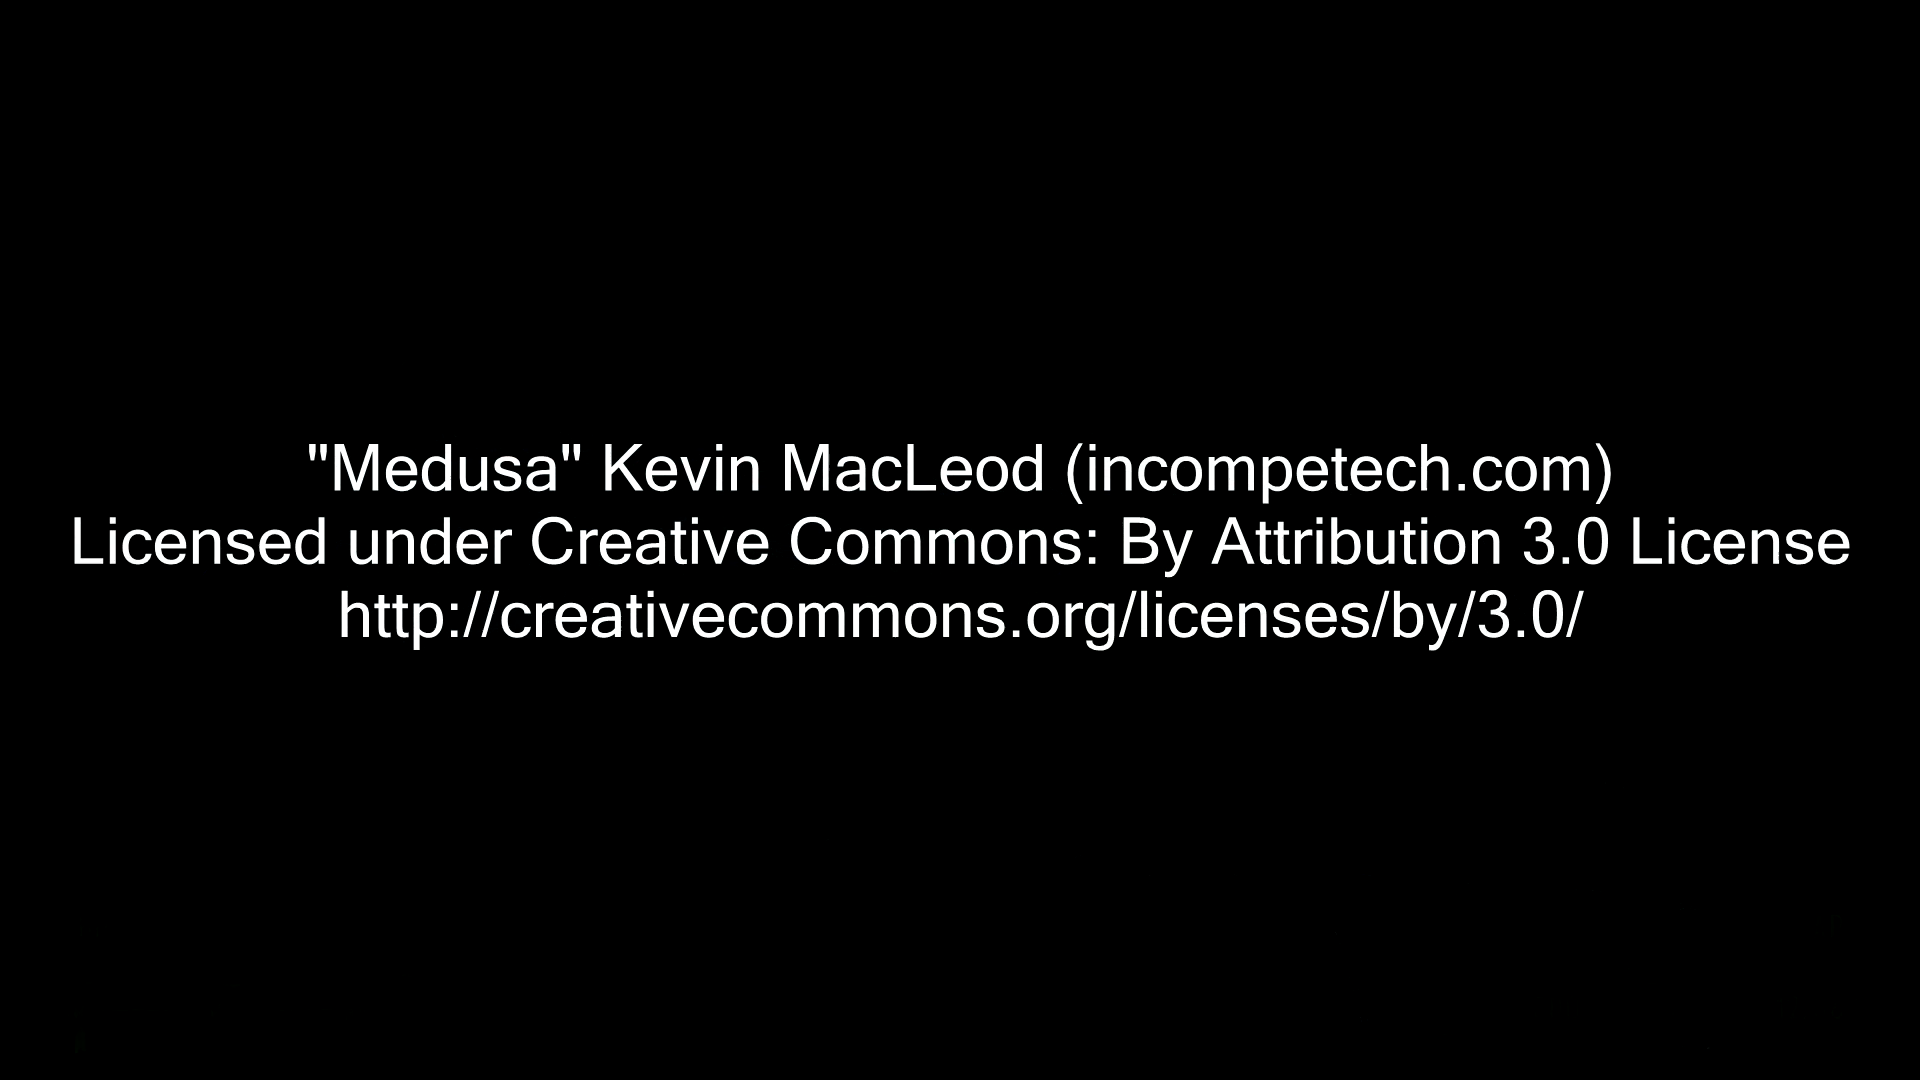 "Medusa" Kevin MacLeod (incompetech.com)
Licensed under Creative Commons: By Attribution 3.0 License
http://creativecommons.org/licenses/by/3.0/